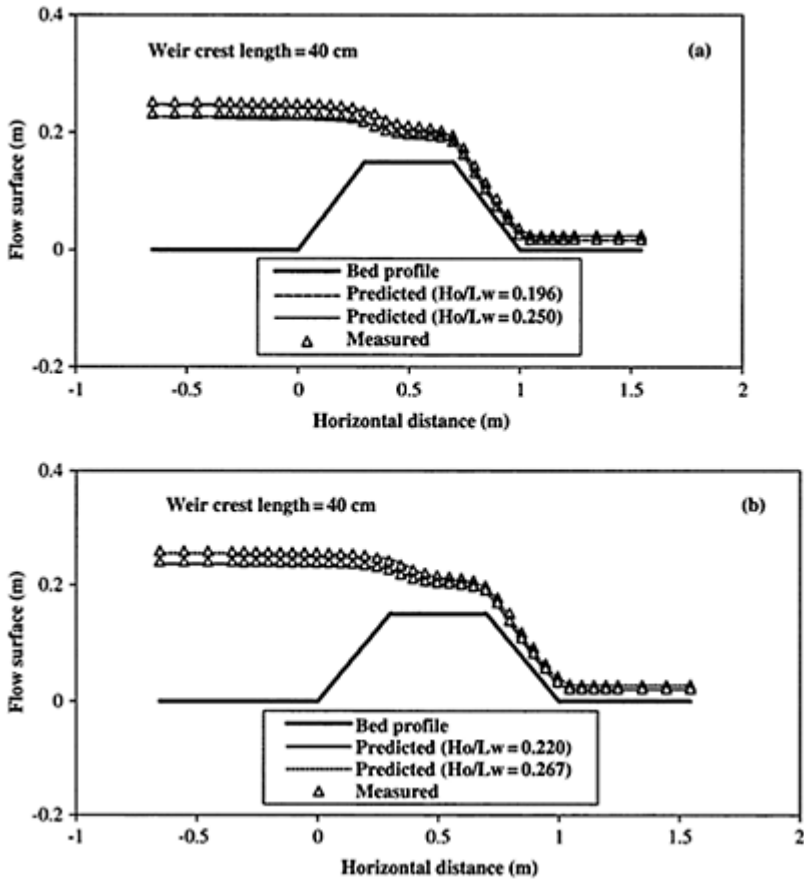 0.4
Weir crest length = 40 cm
(a)
0.2
Flow surface (m)
0
Bed profile
Predicted (Ho/Lw = 0.196)
Predicted (Ho/Lw = 0.250)
Measured
-0.2
-1 -0.5 0 0.5 1 1.5 2
Horizontal distance (m)
0.4
Weir crest length = 40 cm
(b)
0.2
Flow surface (m)
0
Bed profile
Predicted (Ho/Lw = 0.220)
Predicted (Ho/Lw = 0.267)
Measured
-0.2
-1 -0.5 0 0.5 1 1.5 2
Horizontal distance (m)